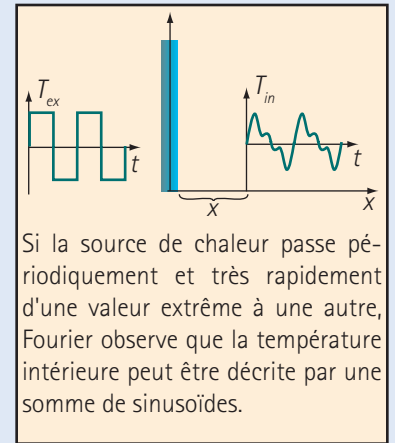 T_ex
T_in
t
t
x
x
Si la source de chaleur passe pé-
riodiquement et très rapidement
d'une valeur extrême à une autre,
Fourier observe que la température
intérieure peut être décrite par une
somme de sinusoïdes.